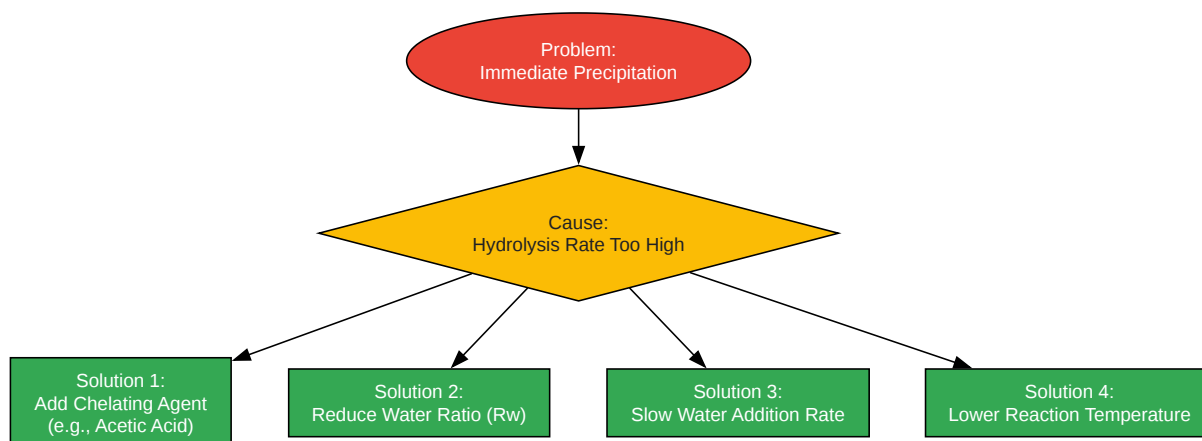 Problem:
Immediate Precipitation
Cause:
Hydrolysis Rate Too High
Solution 1:
Add Chelating Agent
(e.g., Acetic Acid)
Solution 2:
Reduce Water Ratio (Rw)
Solution 3:
Slow Water Addition Rate
Solution 4:
Lower Reaction Temperature